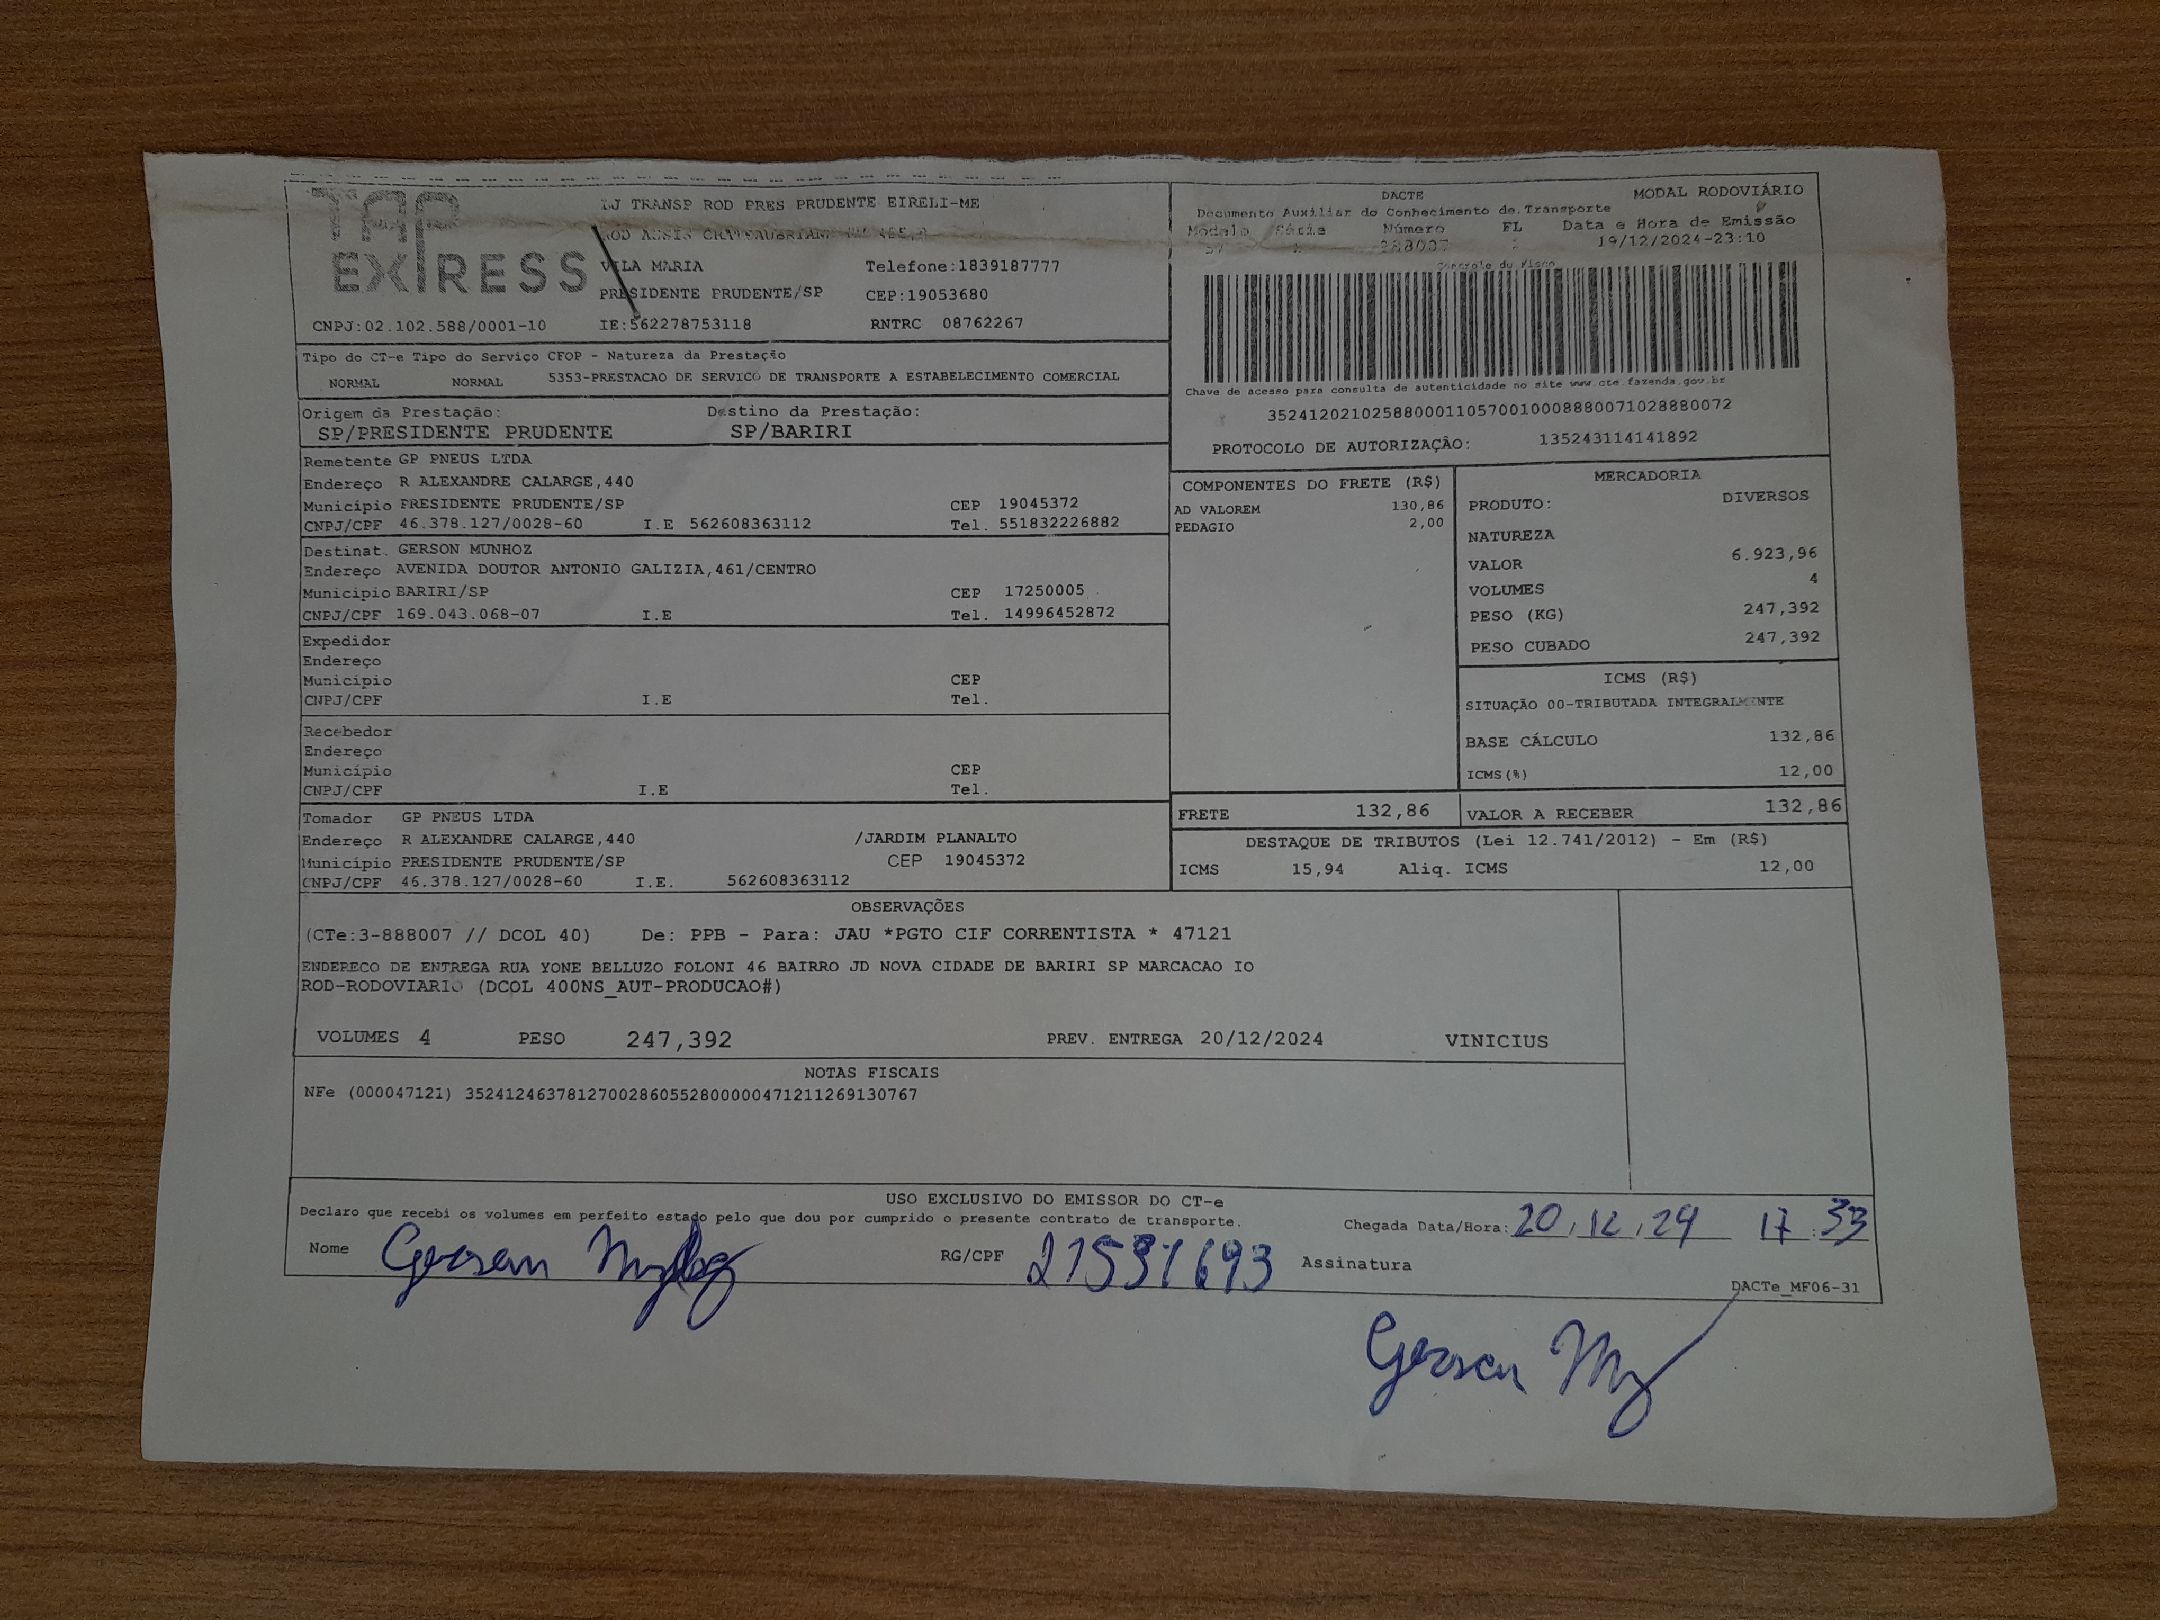 TAP
EXPRESS
LJ TRANSP ROD PRES PRUDENTE EIRELI-ME
ROD ASSIS CHATEAUBRIAND
VILA MARIA Telefone:1839187777
PRESIDENTE PRUDENTE/SP CEP:19053680
CNPJ:02.102.588/0001-10 IE:562278753118 RNTRC 08762267
DACTE MODAL RODOVIÁRIO
Documento Auxiliar do Conhecimento de Transporte
Modelo Série Número FL Data e Hora de Emissão
57 888007 1 19/12/2024-23:10
Controle do Fisco
Chave de acesso para consulta de autenticidade no site www.cte.fazenda.gov.br
35241202102588000110570010008880071028880072
PROTOCOLO DE AUTORIZAÇÃO: 135243114141892
Tipo do CT-e Tipo do Serviço CFOP - Natureza da Prestação
NORMAL NORMAL 5353-PRESTACAO DE SERVICO DE TRANSPORTE A ESTABELECIMENTO COMERCIAL
Origem da Prestação: Destino da Prestação:
SP/PRESIDENTE PRUDENTE SP/BARIRI
Remetente GP PNEUS LTDA
Endereço R ALEXANDRE CALARGE,440
Município PRESIDENTE PRUDENTE/SP CEP 19045372
CNPJ/CPF 46.378.127/0028-60 I.E 562608363112 Tel. 551832226882
Destinat. GERSON MUNHOZ
Endereço AVENIDA DOUTOR ANTONIO GALIZIA,461/CENTRO
Município BARIRI/SP CEP 17250005
CNPJ/CPF 169.043.068-07 I.E Tel. 14996452872
Expedidor
Endereço
Município CEP
CNPJ/CPF I.E Tel.
Recebedor
Endereço
Município CEP
CNPJ/CPF I.E Tel.
Tomador GP PNEUS LTDA
Endereço R ALEXANDRE CALARGE,440 /JARDIM PLANALTO
Município PRESIDENTE PRUDENTE/SP CEP 19045372
CNPJ/CPF 46.378.127/0028-60 I.E. 562608363112
COMPONENTES DO FRETE (R$)
AD VALOREM 130,86
PEDAGIO 2,00
MERCADORIA
PRODUTO: DIVERSOS
NATUREZA
VALOR 6.923,96
VOLUMES 4
PESO (KG) 247,392
PESO CUBADO 247,392
ICMS (R$)
SITUAÇÃO 00-TRIBUTADA INTEGRALMENTE
BASE CÁLCULO 132,86
ICMS(%) 12,00
FRETE 132,86 VALOR A RECEBER 132,86
DESTAQUE DE TRIBUTOS (Lei 12.741/2012) - Em (R$)
ICMS 15,94 Aliq. ICMS 12,00
OBSERVAÇÕES
(CTe:3-888007 // DCOL 40) De: PPB - Para: JAU *PGTO CIF CORRENTISTA * 47121
ENDERECO DE ENTREGA RUA YONE BELLUZO FOLONI 46 BAIRRO JD NOVA CIDADE DE BARIRI SP MARCACAO IO
ROD-RODOVIARIO (DCOL 400NS_AUT-PRODUCAO#)
VOLUMES 4 PESO 247,392 PREV. ENTREGA 20/12/2024 VINICIUS
NOTAS FISCAIS
NFe (000047121) 35241246378127002860552800000471211269130767
USO EXCLUSIVO DO EMISSOR DO CT-e
Declaro que recebi os volumes em perfeito estado pelo que dou por cumprido o presente contrato de transporte.
Chegada Data/Hora: 20.12.24 17:33
Nome Gerson Munhoz RG/CPF 21531693 Assinatura
DACTe_MF06-31
Gerson